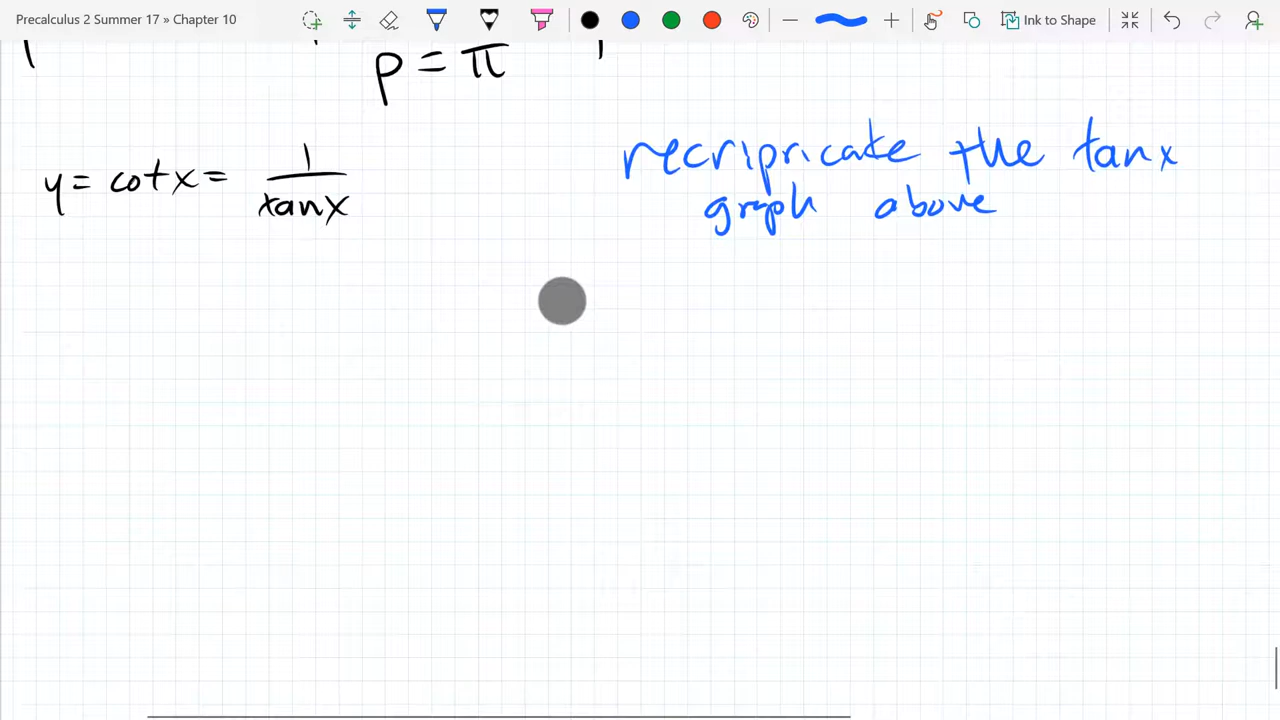 Precalculus 2 Summer 17 » Chapter 10
Ink to Shape
p = π
y = cot x = 1/tan x
recripricate the tan x
graph above